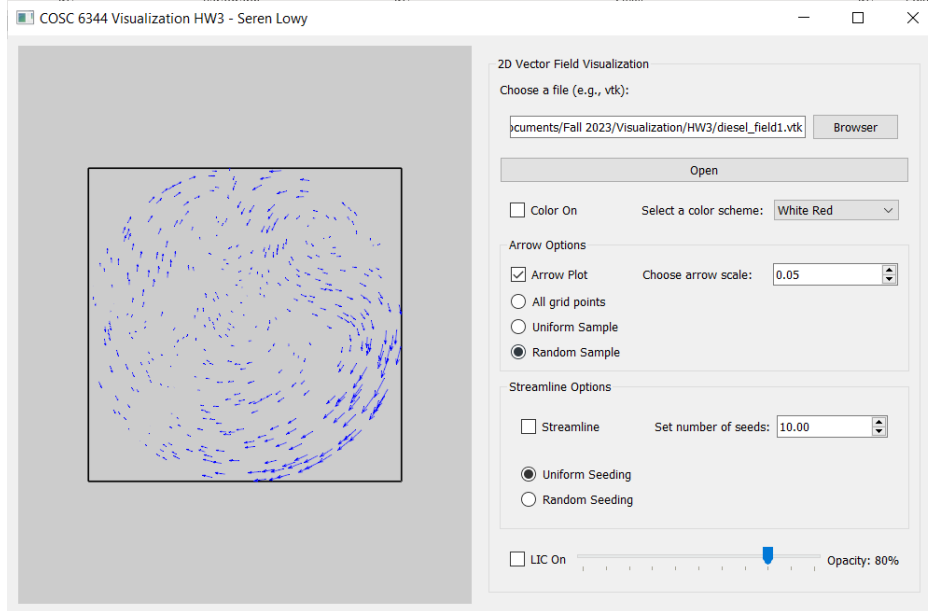 COSC 6344 Visualization HW3 - Seren Lowy
2D Vector Field Visualization
Choose a file (e.g., vtk):
ocuments/Fall 2023/Visualization/HW3/diesel_field1.vtk Browser
Open
Color On Select a color scheme: White Red
Arrow Options
Arrow Plot Choose arrow scale: 0.05
All grid points
Uniform Sample
Random Sample
Streamline Options
Streamline Set number of seeds: 10.00
Uniform Seeding
Random Seeding
LIC On Opacity: 80%